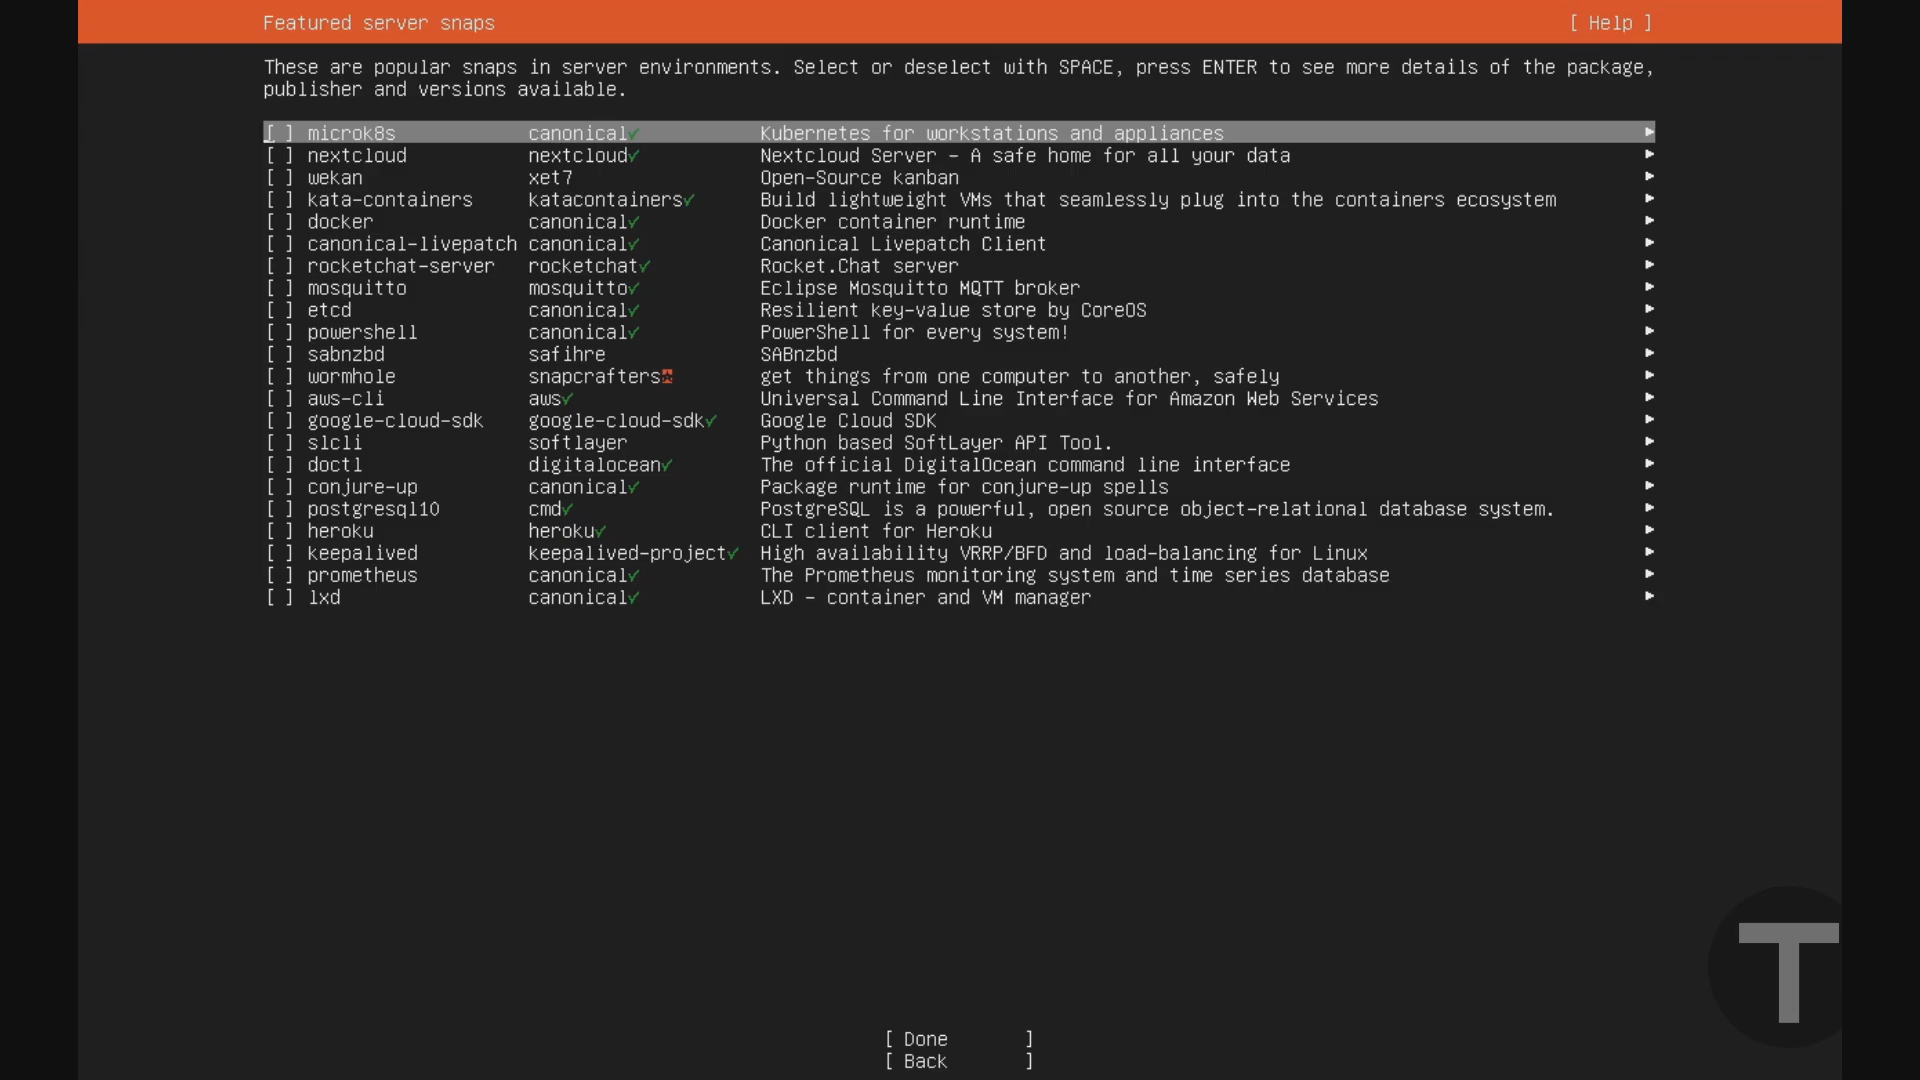 Featured server snaps [ Help ]
These are popular snaps in server environments. Select or deselect with SPACE, press ENTER to see more details of the package,
publisher and versions available.
[ ] microk8s canonical✓ Kubernetes for workstations and appliances ▸
[ ] nextcloud nextcloud✓ Nextcloud Server - A safe home for all your data ▸
[ ] wekan xet7 Open-Source kanban ▸
[ ] kata-containers katacontainers✓ Build lightweight VMs that seamlessly plug into the containers ecosystem ▸
[ ] docker canonical✓ Docker container runtime ▸
[ ] canonical-livepatch canonical✓ Canonical Livepatch Client ▸
[ ] rocketchat-server rocketchat✓ Rocket.Chat server ▸
[ ] mosquitto mosquitto✓ Eclipse Mosquitto MQTT broker ▸
[ ] etcd canonical✓ Resilient key-value store by CoreOS ▸
[ ] powershell canonical✓ PowerShell for every system! ▸
[ ] sabnzbd safihre SABnzbd ▸
[ ] wormhole snapcrafters get things from one computer to another, safely ▸
[ ] aws-cli aws✓ Universal Command Line Interface for Amazon Web Services ▸
[ ] google-cloud-sdk google-cloud-sdk✓ Google Cloud SDK ▸
[ ] slcli softlayer Python based SoftLayer API Tool. ▸
[ ] doctl digitalocean✓ The official DigitalOcean command line interface ▸
[ ] conjure-up canonical✓ Package runtime for conjure-up spells ▸
[ ] postgresql10 cmd✓ PostgreSQL is a powerful, open source object-relational database system. ▸
[ ] heroku heroku✓ CLI client for Heroku ▸
[ ] keepalived keepalived-project✓ High availability VRRP/BFD and load-balancing for Linux ▸
[ ] prometheus canonical✓ The Prometheus monitoring system and time series database ▸
[ ] lxd canonical✓ LXD - container and VM manager ▸
T
[ Done ]
[ Back ]